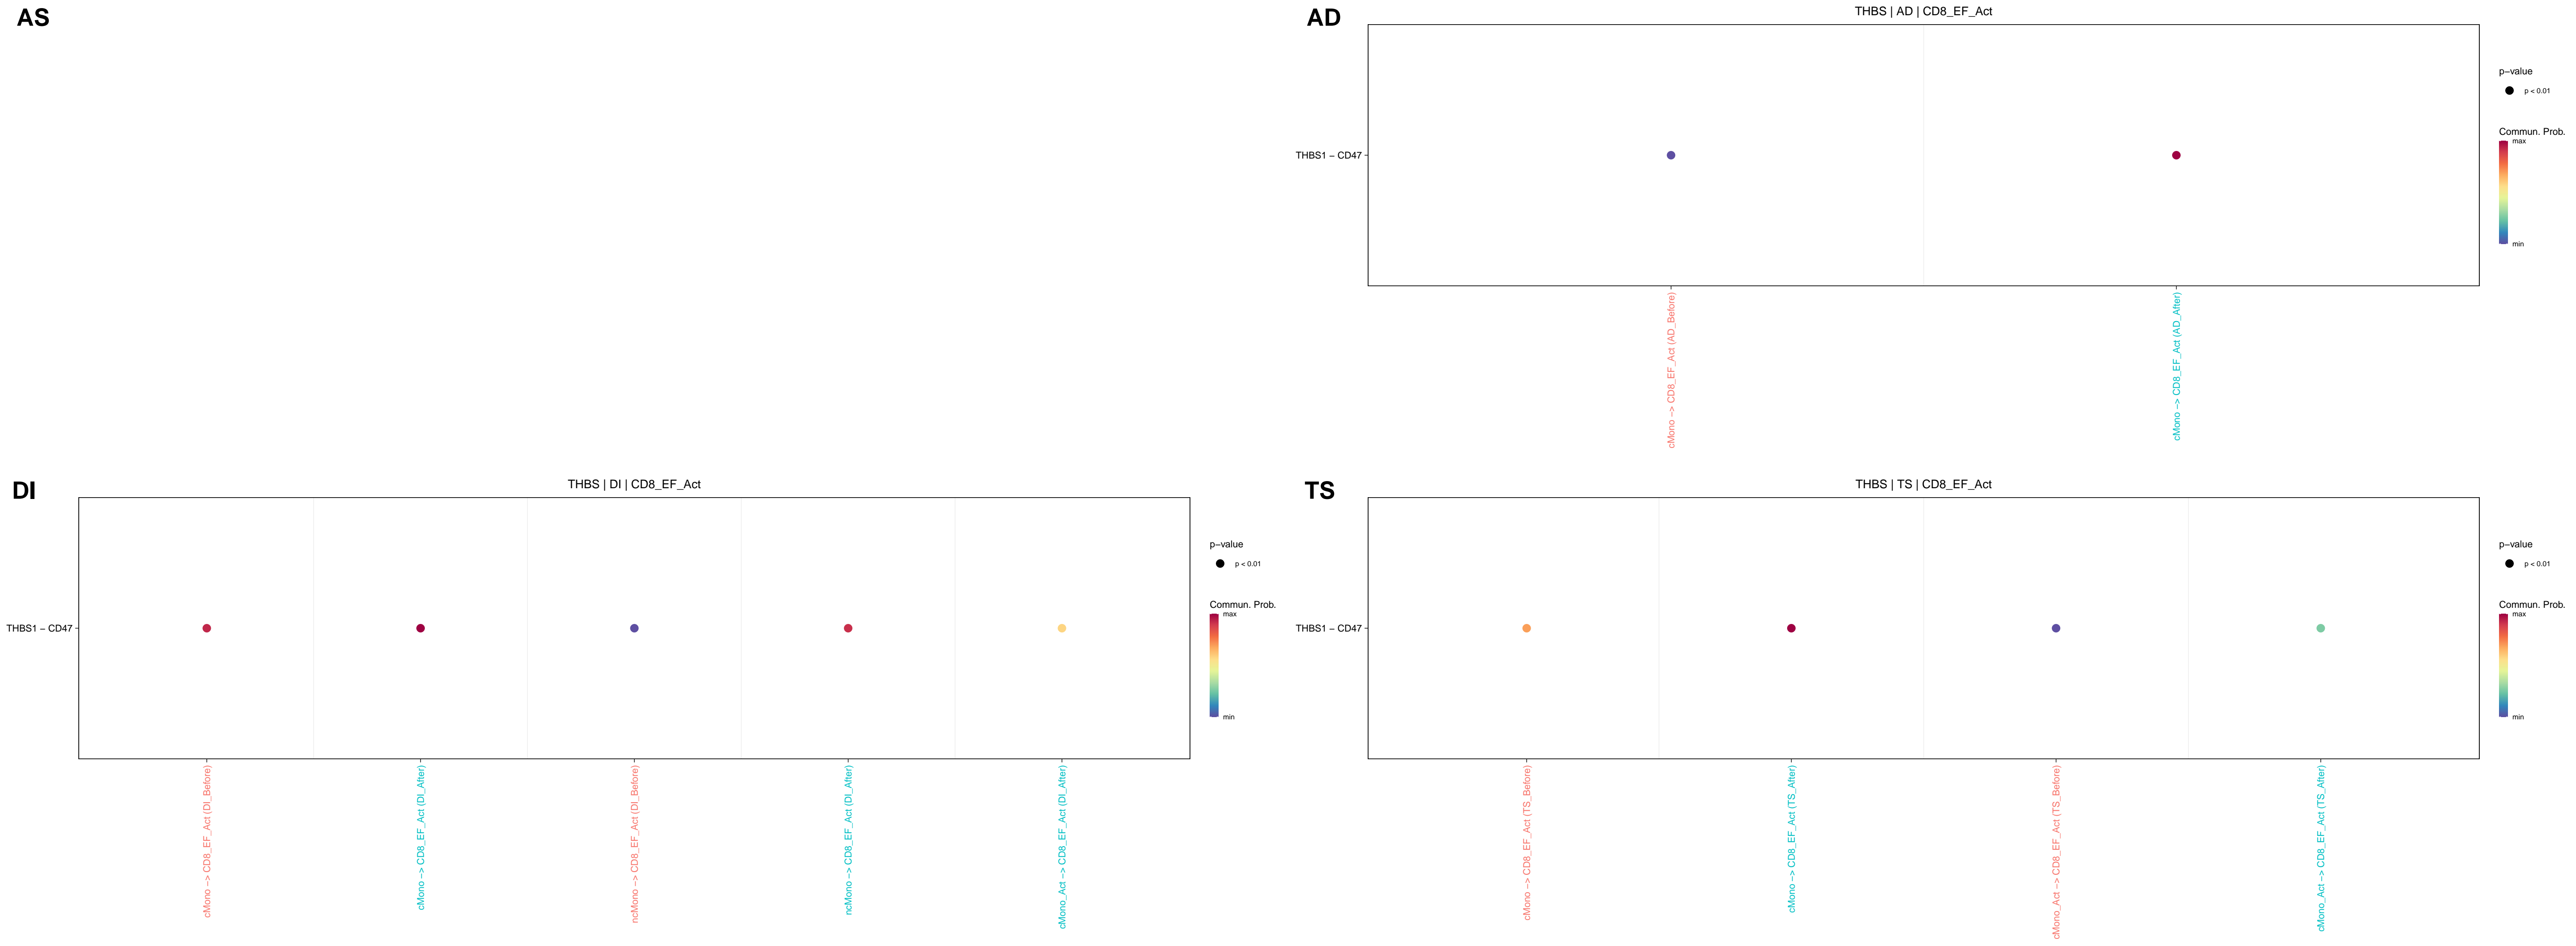 AS
AD
THBS | AD | CD8_EF_Act
THBS1 − CD47
cMono −> CD8_EF_Act (AD_Before)
cMono −> CD8_EF_Act (AD_After)
p−value
p < 0.01
Commun. Prob.
max
min
DI
THBS | DI | CD8_EF_Act
THBS1 − CD47
cMono −> CD8_EF_Act (DI_Before)
cMono −> CD8_EF_Act (DI_After)
ncMono −> CD8_EF_Act (DI_Before)
ncMono −> CD8_EF_Act (DI_After)
cMono_Act −> CD8_EF_Act (DI_After)
p−value
p < 0.01
Commun. Prob.
max
min
TS
THBS | TS | CD8_EF_Act
THBS1 − CD47
cMono −> CD8_EF_Act (TS_Before)
cMono −> CD8_EF_Act (TS_After)
cMono_Act −> CD8_EF_Act (TS_Before)
cMono_Act −> CD8_EF_Act (TS_After)
p−value
p < 0.01
Commun. Prob.
max
min